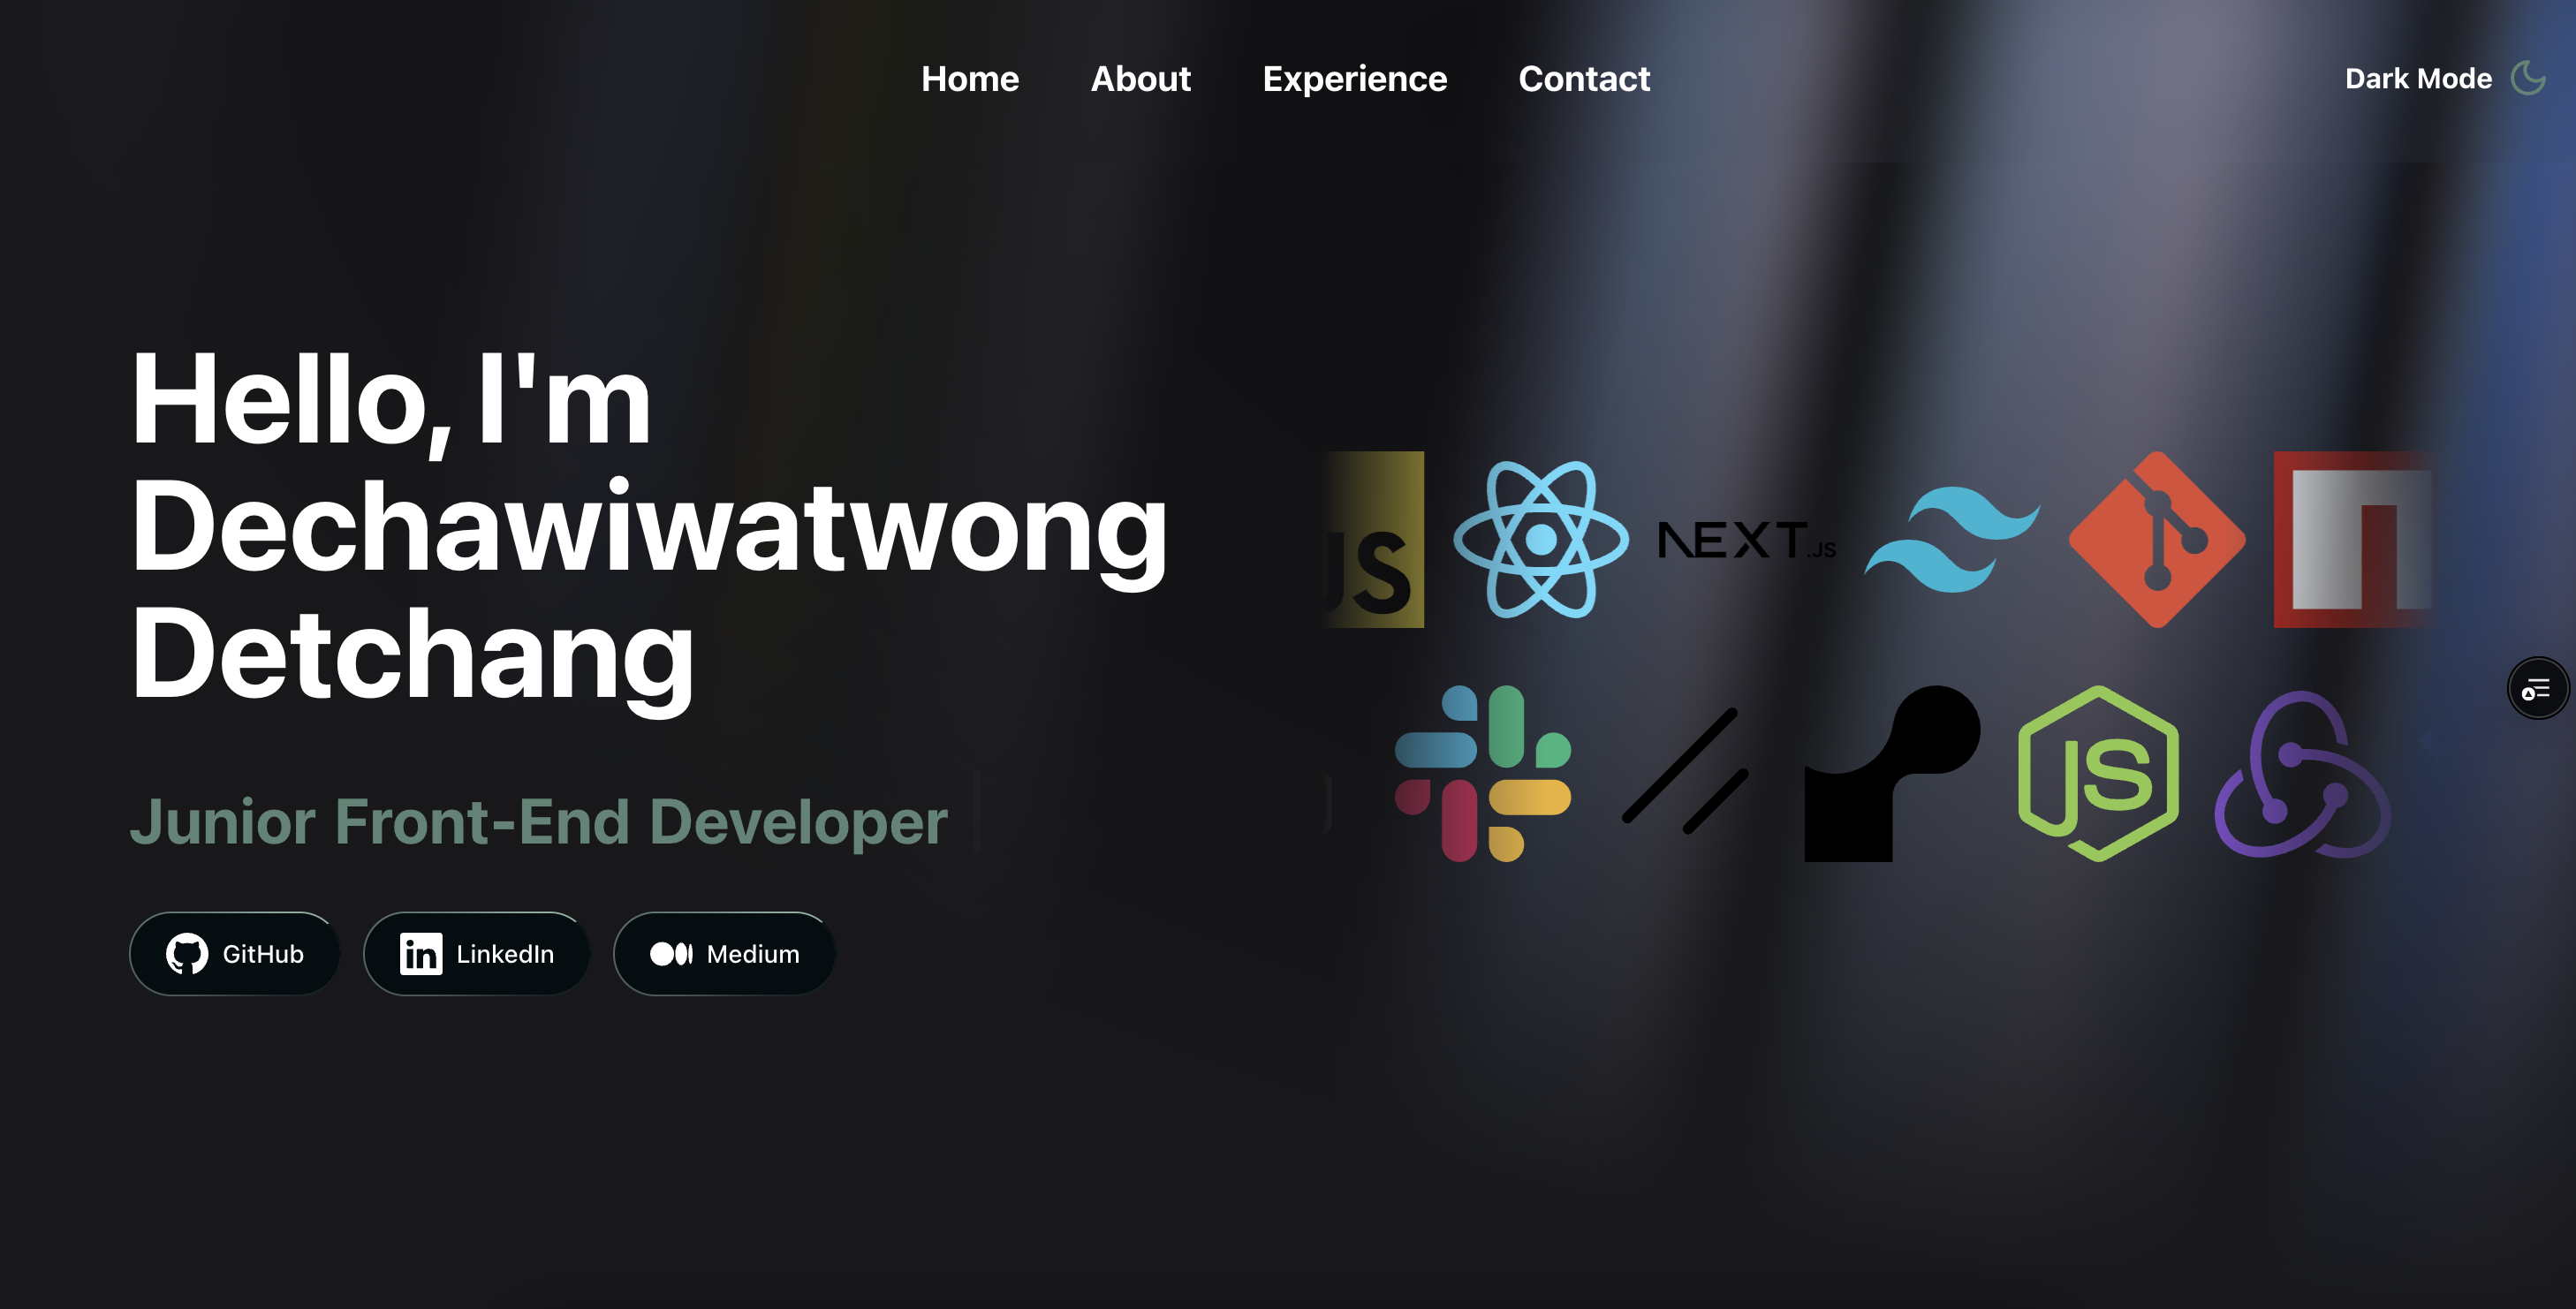 Home About Experience Contact Dark Mode
Hello, I'm
Dechawiwatwong
Detchang
Junior Front-End Developer
GitHub LinkedIn Medium
JS NEXT.JS
JS